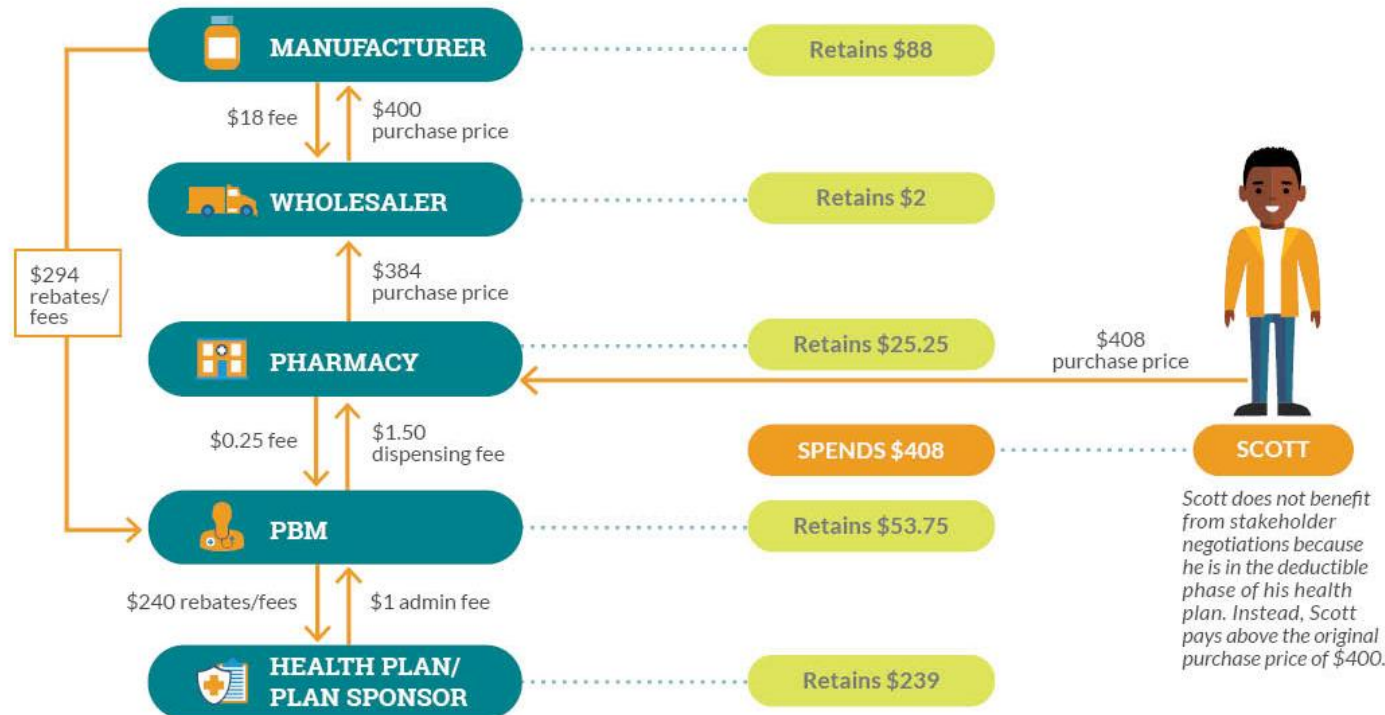 MANUFACTURER
Retains $88
$18 fee
$400
purchase price
WHOLESALER
Retains $2
$294
rebates/
fees
$384
purchase price
PHARMACY
Retains $25.25
$408
purchase price
$0.25 fee
$1.50
dispensing fee
SPENDS $408
SCOTT
Scott does not benefit
from stakeholder
negotiations because
he is in the deductible
phase of his health
plan. Instead, Scott
pays above the original
purchase price of $400.
PBM
Retains $53.75
$240 rebates/fees
$1 admin fee
HEALTH PLAN/
PLAN SPONSOR
Retains $239